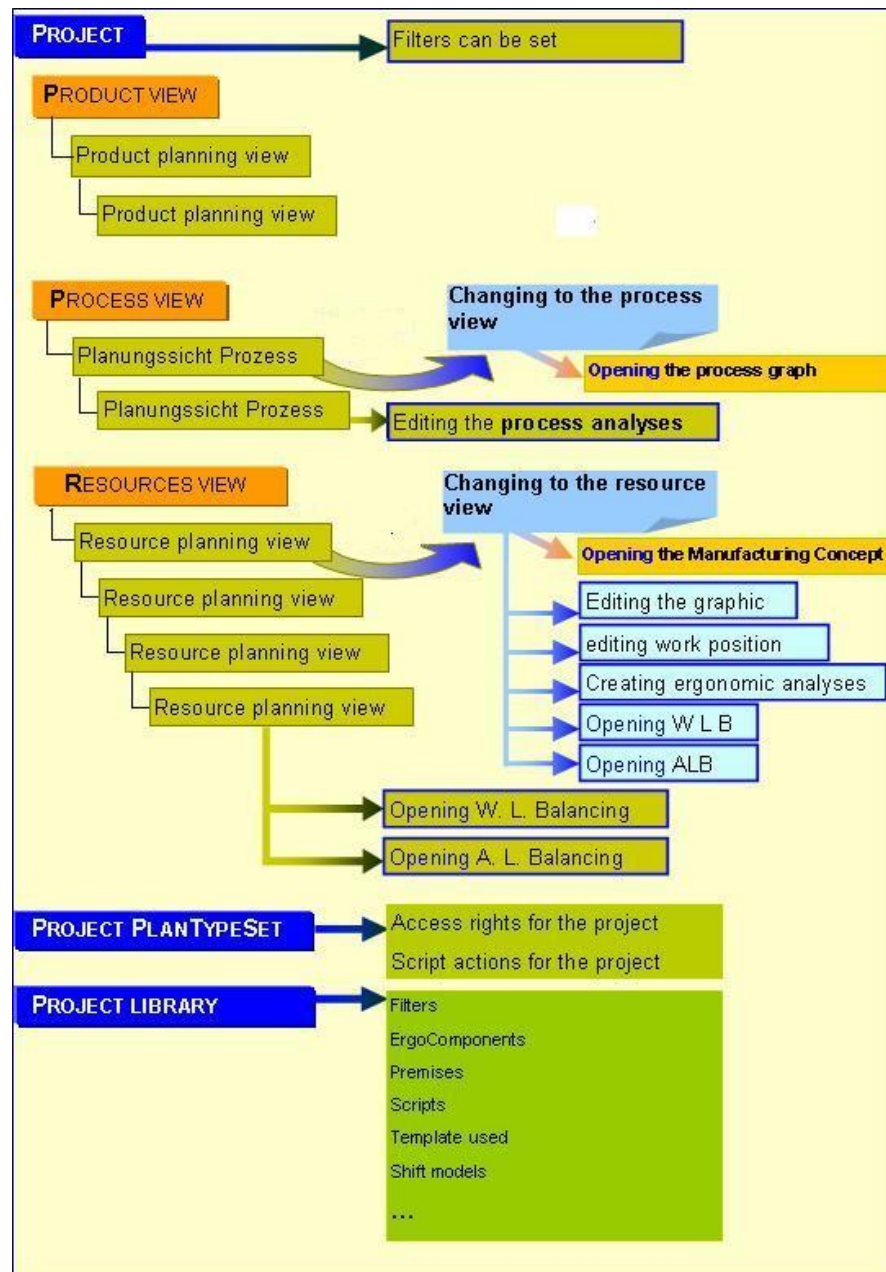 PROJECT
Filters can be set
PRODUCT VIEW
Product planning view
Product planning view
PROCESS VIEW
Changing to the process
view
Planungssicht Prozess
Opening the process graph
Planungssicht Prozess
Editing the process analyses
RESOURCES VIEW
Changing to the resource
view
Resource planning view
Opening the Manufacturing Concept
Resource planning view
Editing the graphic
Resource planning view
editing work position
Resource planning view
Creating ergonomic analyses
Opening W L B
Opening ALB
Opening W. L. Balancing
Opening A. L. Balancing
PROJECT PLANTYPESET
Access rights for the project
Script actions for the project
PROJECT LIBRARY
Filters
ErgoComponents
Premises
Scripts
Template used
Shift models
...